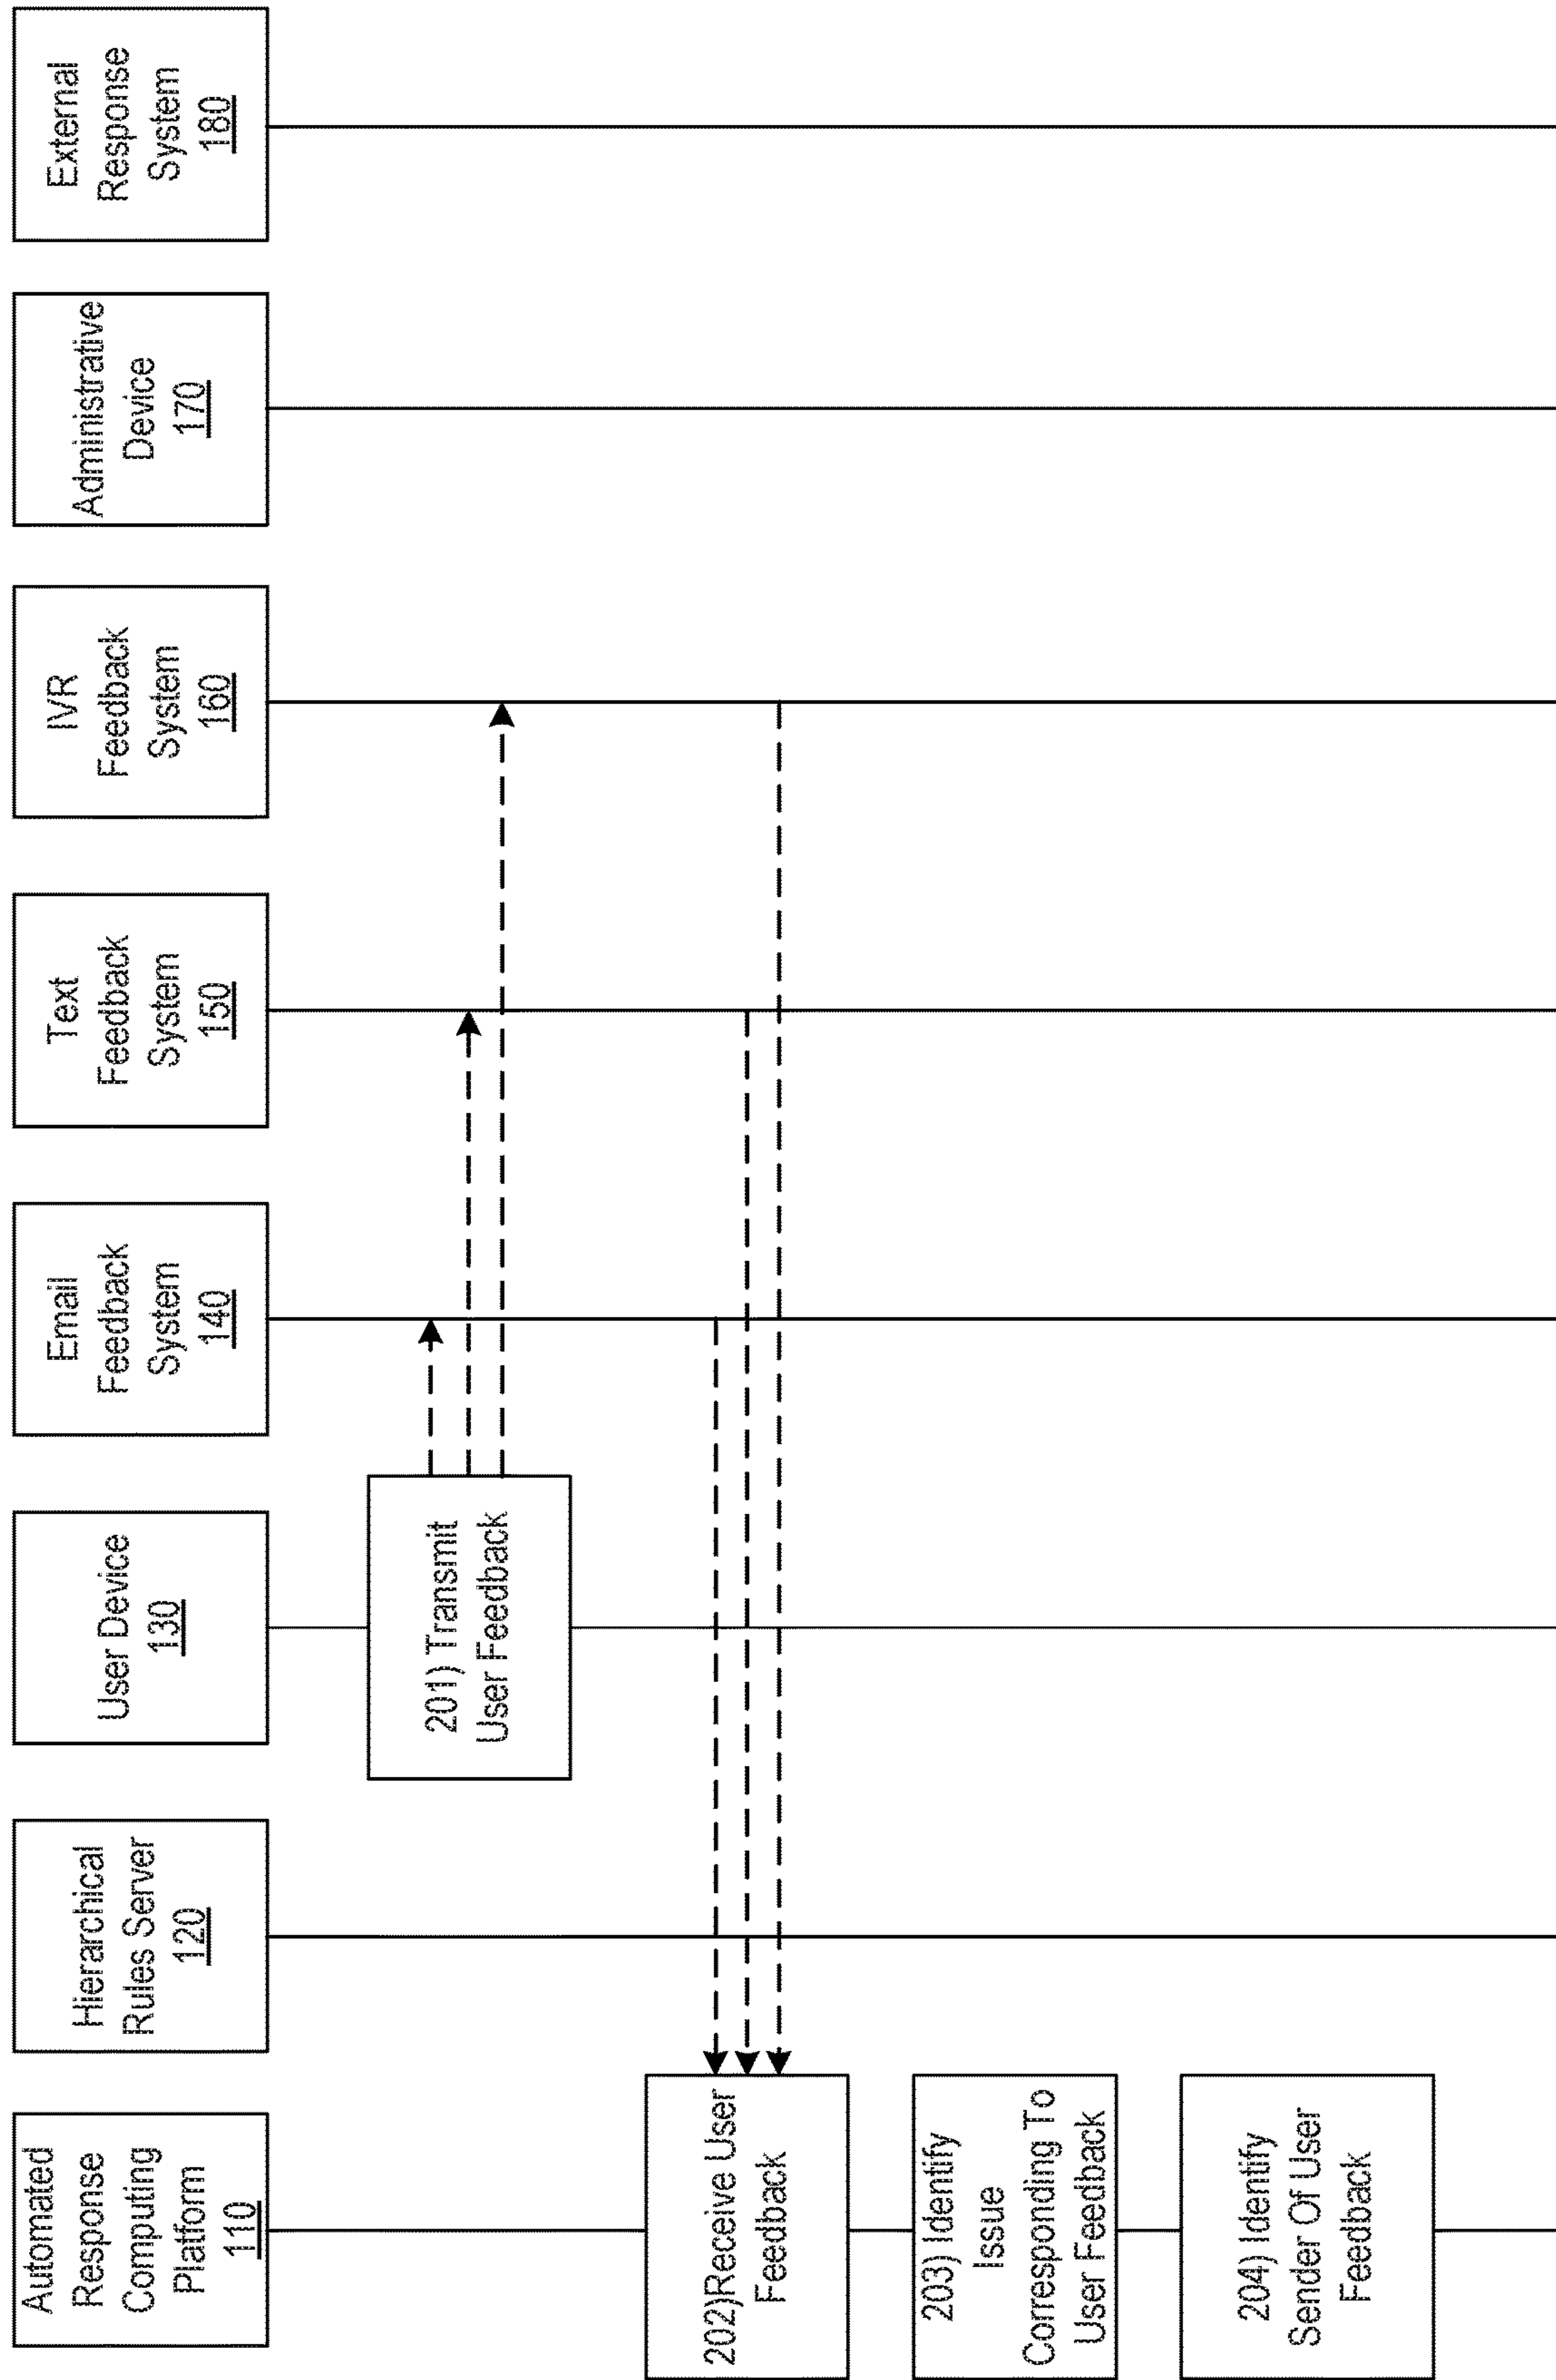 Automated
Response
Computing
Platform
110
Hierarchical
Rules Server
120
User Device
130
Email
Feedback
System
140
Text
Feedback
System
150
IVR
Feedback
System
160
Administrative
Device
170
External
Response
System
180
201) Transmit
User Feedback
202)Receive User
Feedback
203) Identify
Issue
Corresponding To
User Feedback
204) Identify
Sender Of User
Feedback